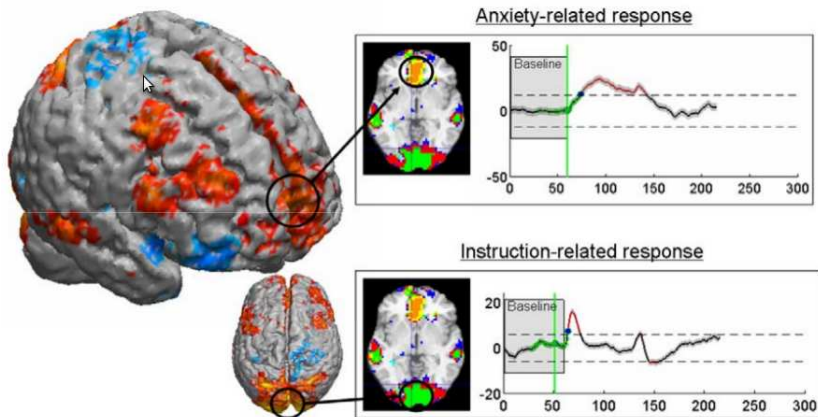 Anxiety-related response
50
Baseline
0
-50
0 50 100 150 200 250 300
Instruction-related response
20
Baseline
0
-20
0 50 100 150 200 250 300